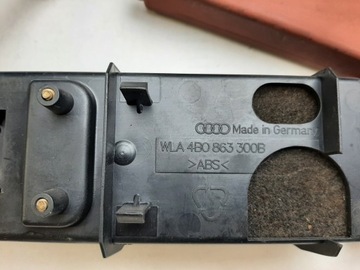 Made in Germany
WLA 4B0 863 300B
>ABS<